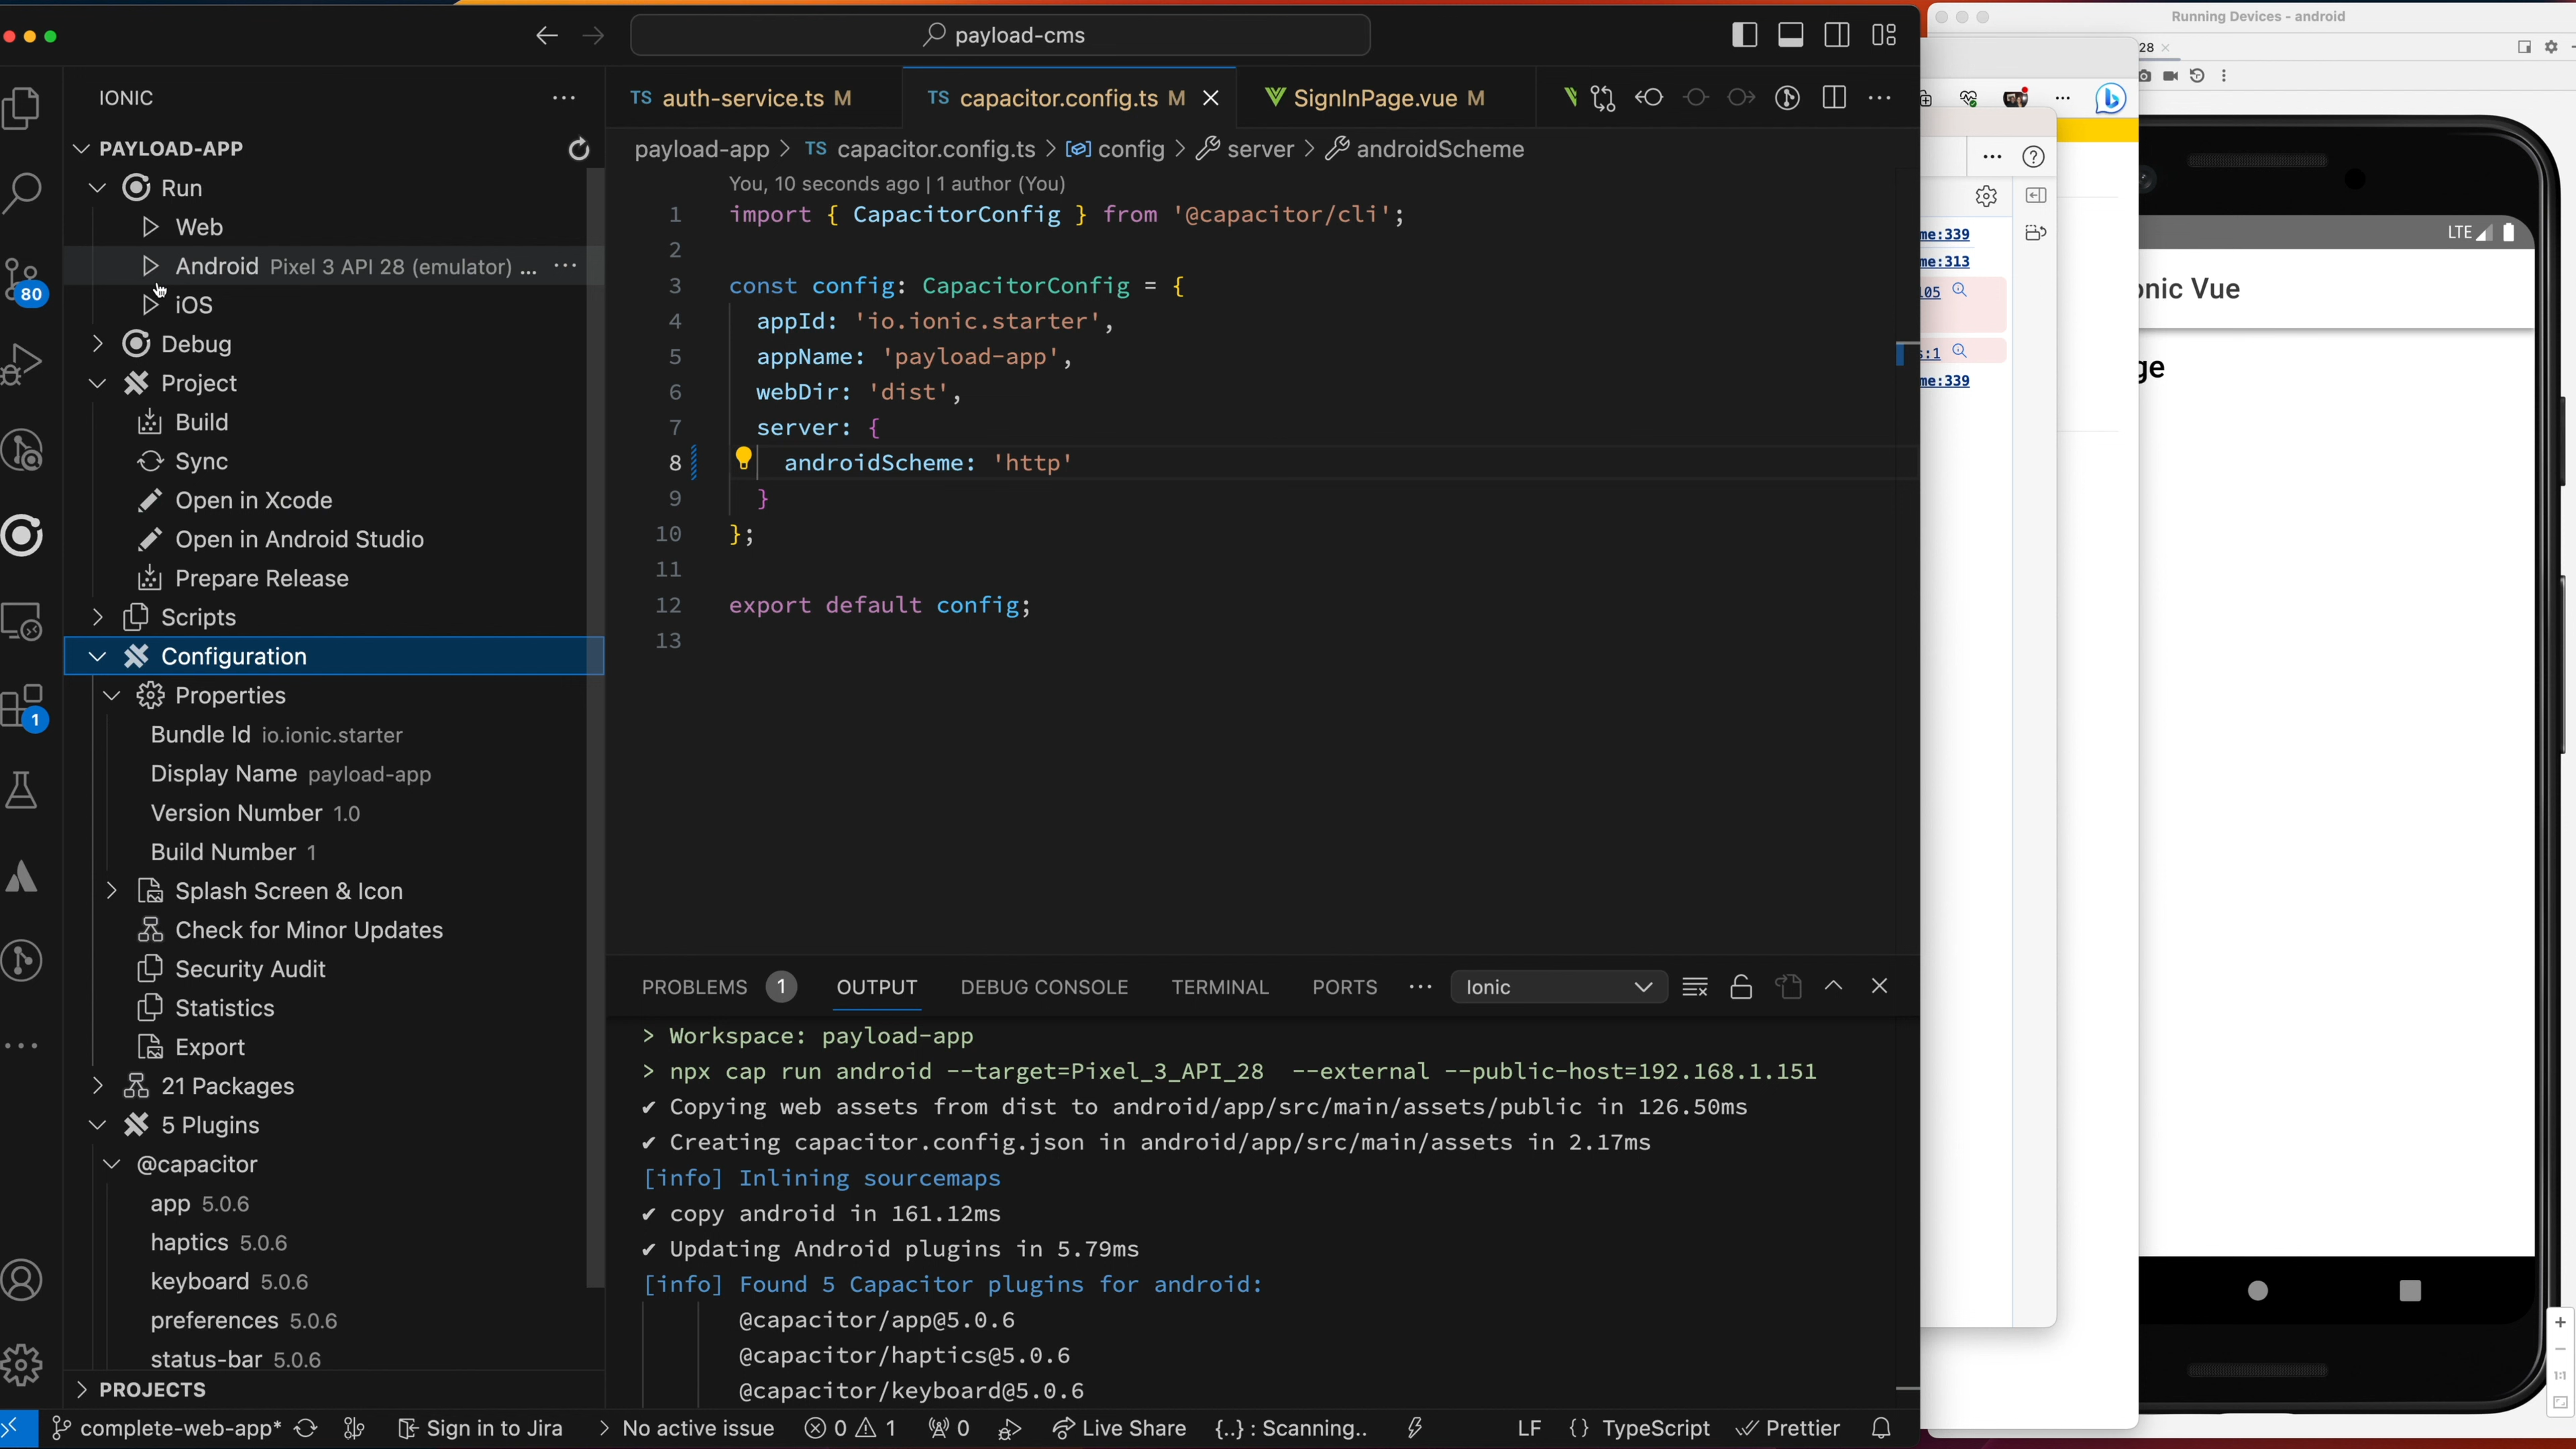 payload-cms
Running Devices - android
28
IONIC
TS auth-service.ts M
TS capacitor.config.ts M
SignInPage.vue M
PAYLOAD-APP
payload-app > TS capacitor.config.ts > config > server > androidScheme
Run
Web
Android Pixel 3 API 28 (emulator) ...
iOS
Debug
Project
Build
Sync
Open in Xcode
Open in Android Studio
Prepare Release
Scripts
Configuration
Properties
Bundle Id io.ionic.starter
Display Name payload-app
Version Number 1.0
Build Number 1
Splash Screen & Icon
Check for Minor Updates
Security Audit
Statistics
Export
21 Packages
5 Plugins
@capacitor
app 5.0.6
haptics 5.0.6
keyboard 5.0.6
preferences 5.0.6
status-bar 5.0.6
PROJECTS
80
1
You, 10 seconds ago | 1 author (You)
1 import { CapacitorConfig } from '@capacitor/cli';
2
3 const config: CapacitorConfig = {
4 appId: 'io.ionic.starter',
5 appName: 'payload-app',
6 webDir: 'dist',
7 server: {
8 androidScheme: 'http'
9 }
10 };
11
12 export default config;
13
PROBLEMS 1 OUTPUT DEBUG CONSOLE TERMINAL PORTS ... Ionic
> Workspace: payload-app
> npx cap run android --target=Pixel_3_API_28 --external --public-host=192.168.1.151
✔ Copying web assets from dist to android/app/src/main/assets/public in 126.50ms
✔ Creating capacitor.config.json in android/app/src/main/assets in 2.17ms
[info] Inlining sourcemaps
✔ copy android in 161.12ms
✔ Updating Android plugins in 5.79ms
[info] Found 5 Capacitor plugins for android:
@capacitor/app@5.0.6
@capacitor/haptics@5.0.6
@capacitor/keyboard@5.0.6
complete-web-app* Sign in to Jira > No active issue 0 1 0 Live Share {..} : Scanning.. LF {} TypeScript Prettier
me:339
me:313
105
s:1
me:339
LTE
onic Vue
ge
1:1